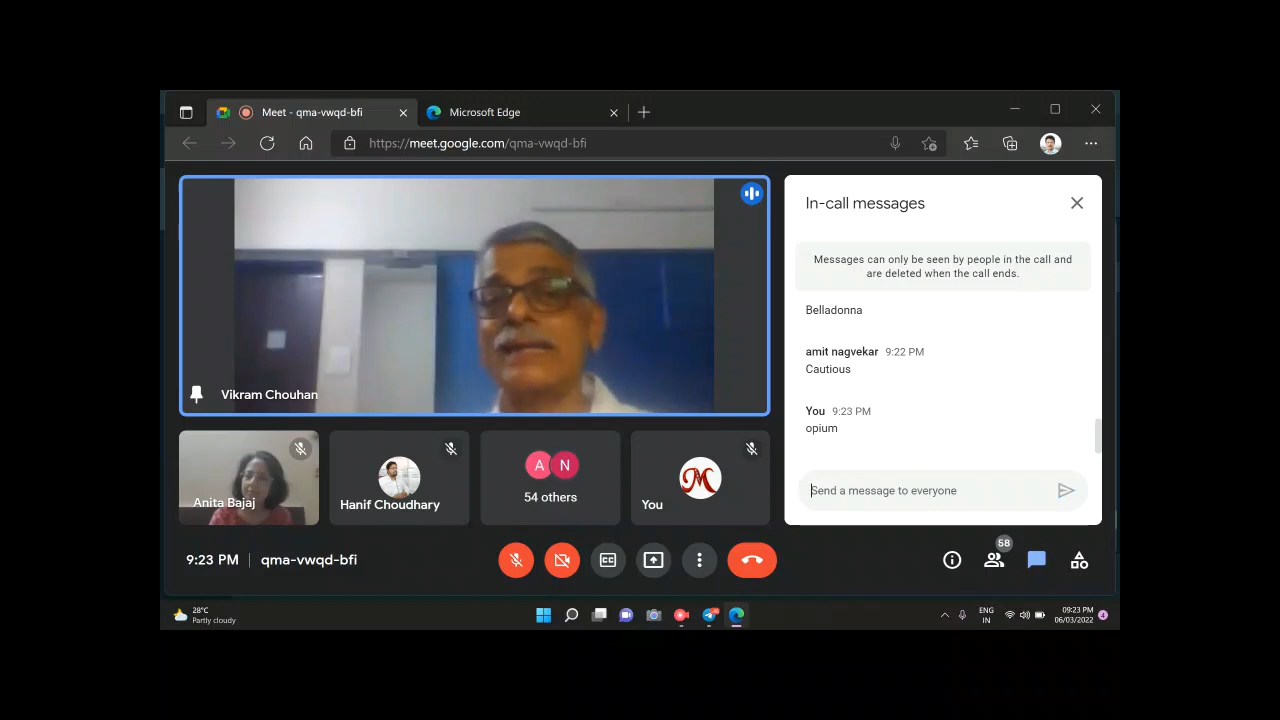 Meet - qma-vwqd-bfi
Microsoft Edge
https://meet.google.com/qma-vwqd-bfi
Vikram Chouhan
Anita Bajaj
Hanif Choudhary
A N
54 others
M
You
In-call messages
Messages can only be seen by people in the call and
are deleted when the call ends.
Belladonna
amit nagvekar 9:22 PM
Cautious
You 9:23 PM
opium
Send a message to everyone
9:23 PM | qma-vwqd-bfi
CC
58
28°C
Partly cloudy
ENG
IN
09:23 PM
06/03/2022
4